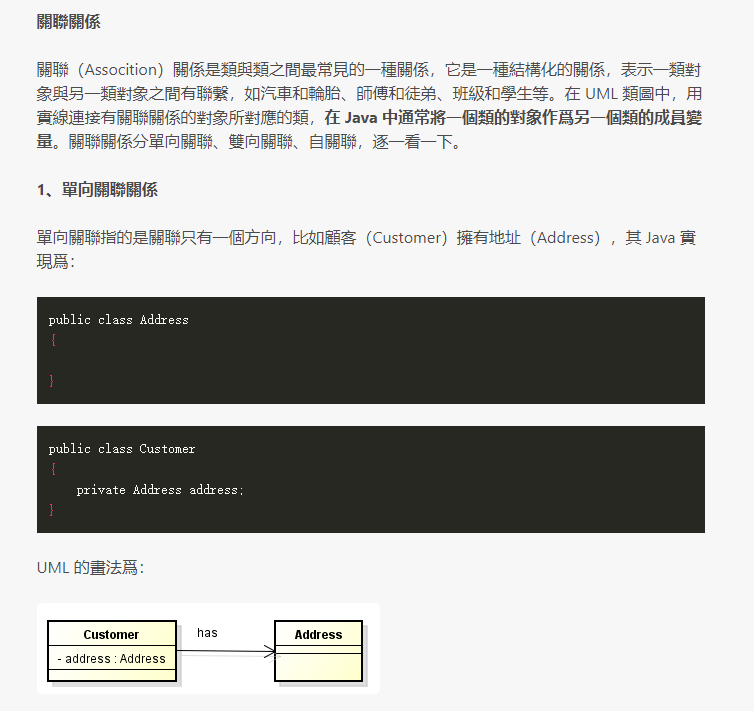 關聯關係
關聯（Assocition）關係是類與類之間最常見的一種關係，它是一種結構化的關係，表示一類對
象與另一類對象之間有聯繫，如汽車和輪胎、師傅和徒弟、班級和學生等。在 UML 類圖中，用
實線連接有關聯關係的對象所對應的類，在 Java 中通常將一個類的對象作爲另一個類的成員變
量。關聯關係分單向關聯、雙向關聯、自關聯，逐一看一下。
1、單向關聯關係
單向關聯指的是關聯只有一個方向，比如顧客（Customer）擁有地址（Address），其 Java 實
現爲：
public class Address
{
}
public class Customer
{
    private Address address;
}
UML 的畫法爲：
Customer
- address : Address
has
Address